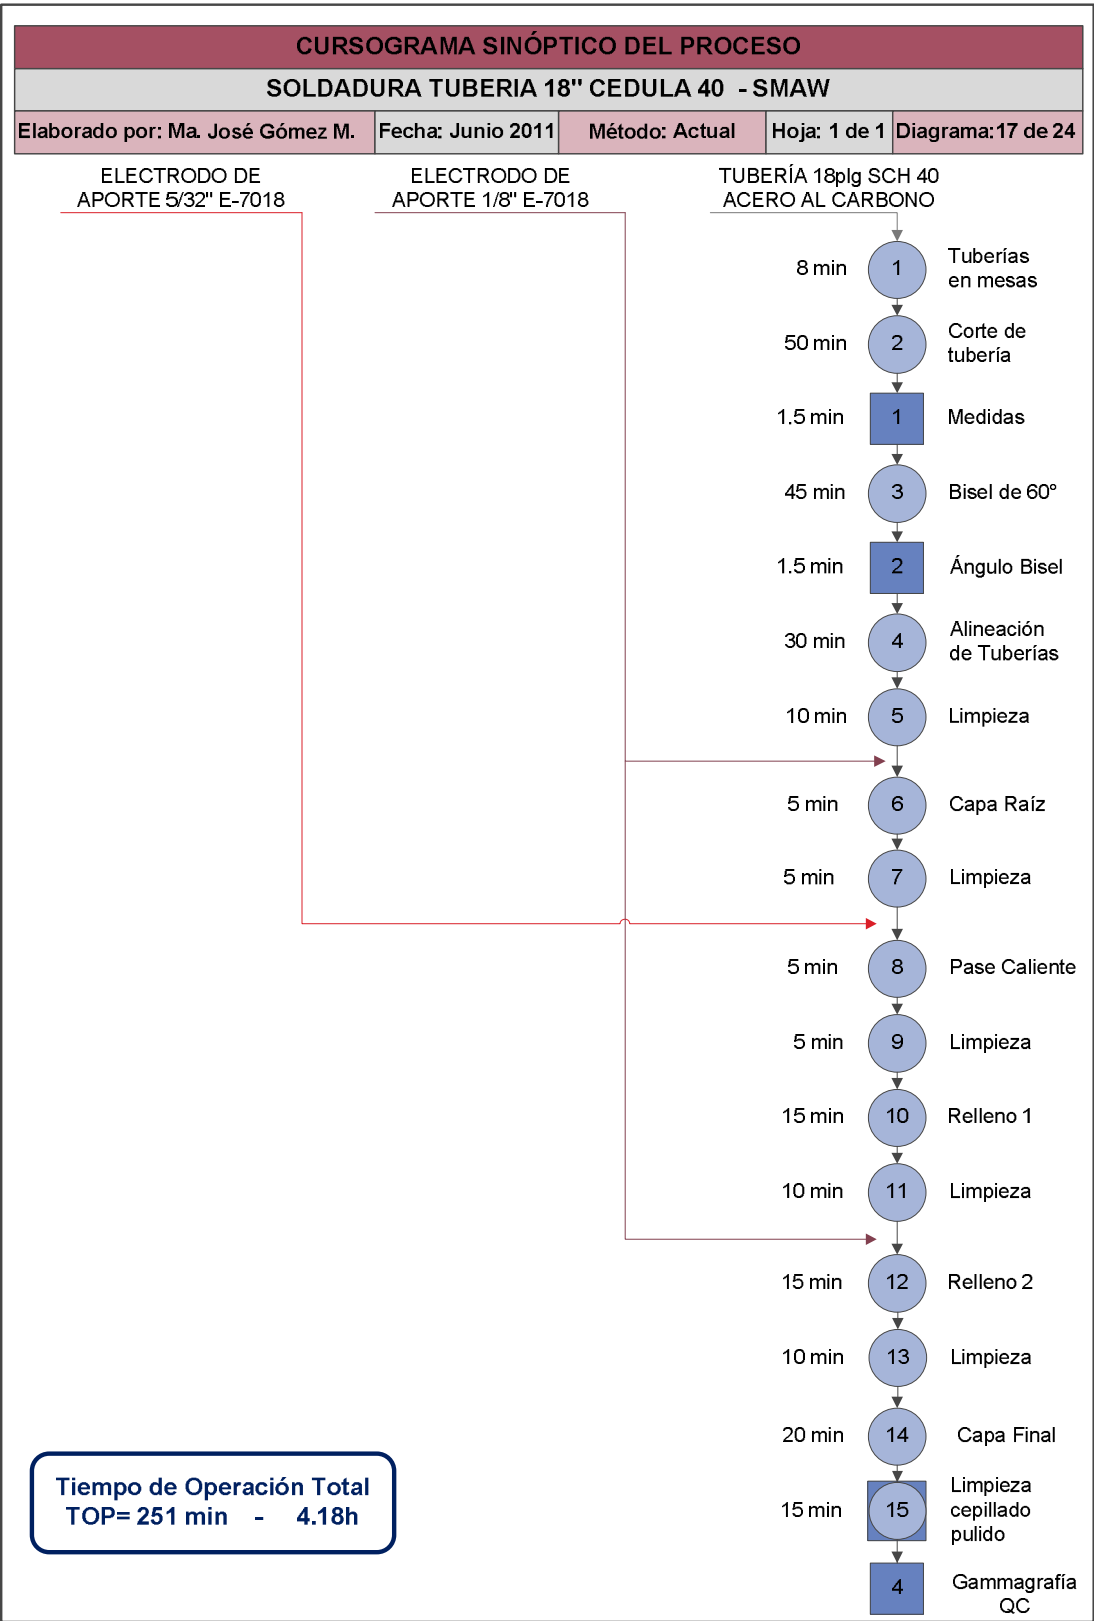 CURSOGRAMA SINÓPTICO DEL PROCESO
SOLDADURA TUBERIA 18" CEDULA 40 - SMAW
Elaborado por: Ma. José Gómez M.
Fecha: Junio 2011
Método: Actual
Hoja: 1 de 1
Diagrama:17 de 24
ELECTRODO DE
APORTE 5/32" E-7018
ELECTRODO DE
APORTE 1/8" E-7018
TUBERÍA 18plg SCH 40
ACERO AL CARBONO
8 min
1
Tuberías
en mesas
50 min
2
Corte de
tubería
1.5 min
1
Medidas
45 min
3
Bisel de 60°
1.5 min
2
Ángulo Bisel
30 min
4
Alineación
de Tuberías
10 min
5
Limpieza
5 min
6
Capa Raíz
5 min
7
Limpieza
5 min
8
Pase Caliente
5 min
9
Limpieza
15 min
10
Relleno 1
10 min
11
Limpieza
15 min
12
Relleno 2
10 min
13
Limpieza
20 min
14
Capa Final
15 min
15
Limpieza
cepillado
pulido
4
Gammagrafía
QC
Tiempo de Operación Total
TOP= 251 min - 4.18h